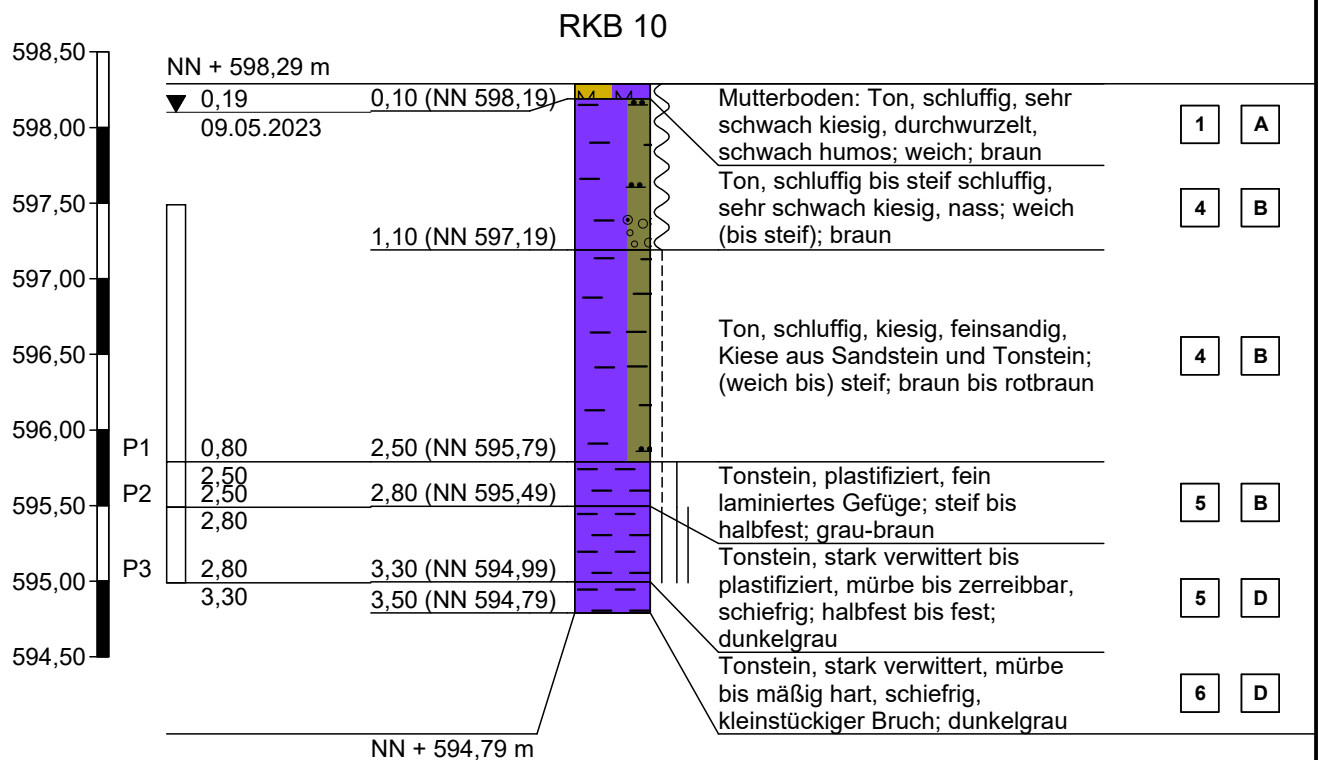 RKB 10
598,50
598,00
597,50
597,00
596,50
596,00
595,50
595,00
594,50
NN + 598,29 m
0,19
09.05.2023
0,10 (NN 598,19)
1,10 (NN 597,19)
P1
0,80
2,50
2,50 (NN 595,79)
P2
2,50
2,80
2,80 (NN 595,49)
P3
2,80
3,30
3,30 (NN 594,99)
3,50 (NN 594,79)
NN + 594,79 m
Mutterboden: Ton, schluffig, sehr
schwach kiesig, durchwurzelt,
schwach humos; weich; braun
1 A
Ton, schluffig bis steif schluffig,
sehr schwach kiesig, nass; weich
(bis steif); braun
4 B
Ton, schluffig, kiesig, feinsandig,
Kiese aus Sandstein und Tonstein;
(weich bis) steif; braun bis rotbraun
4 B
Tonstein, plastifiziert, fein
laminiertes Gefüge; steif bis
halbfest; grau-braun
5 B
Tonstein, stark verwittert bis
plastifiziert, mürbe bis zerreibbar,
schiefrig; halbfest bis fest;
dunkelgrau
5 D
Tonstein, stark verwittert, mürbe
bis mäßig hart, schiefrig,
kleinstückiger Bruch; dunkelgrau
6 D